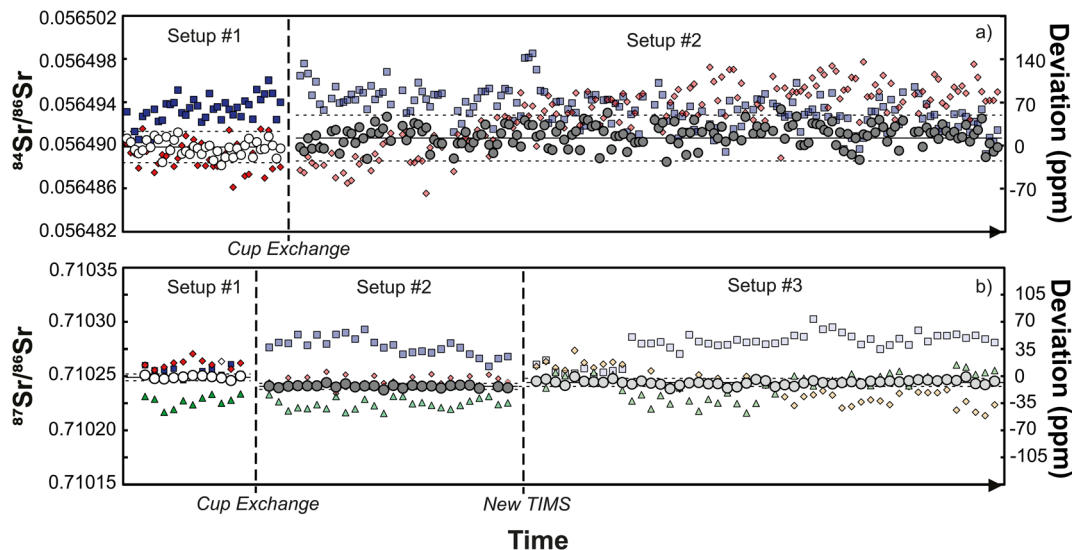 0.056502
0.056498
0.056494
0.056490
0.056486
0.056482
⁸⁴Sr/⁸⁶Sr
Setup #1
Setup #2
a)
140
70
0
-70
Deviation (ppm)
Cup Exchange
0.71035
0.71030
0.71025
0.71020
0.71015
⁸⁷Sr/⁸⁶Sr
Setup #1
Setup #2
Setup #3
b)
105
70
35
0
-35
-70
-105
Deviation (ppm)
Cup Exchange
New TIMS
Time